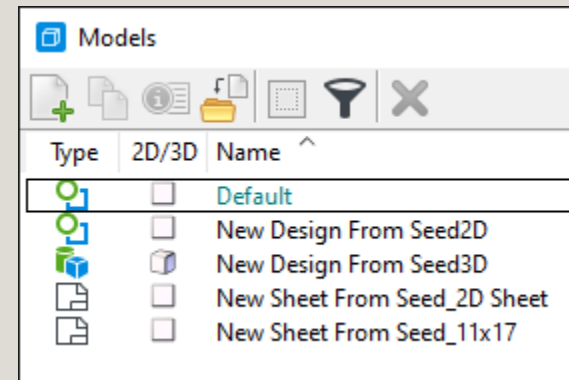 Models
Type 2D/3D Name
Default
New Design From Seed2D
New Design From Seed3D
New Sheet From Seed_2D Sheet
New Sheet From Seed_11x17